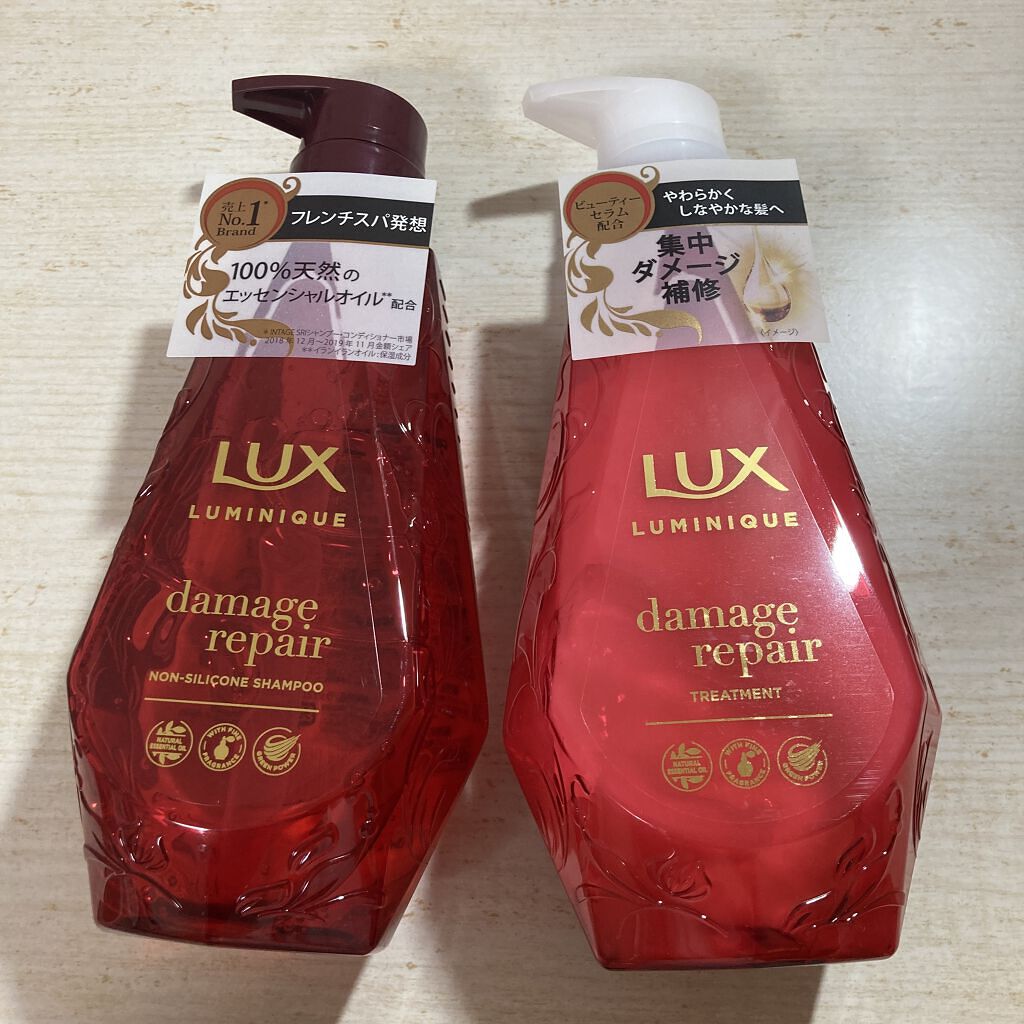 売上
No.1*
Brand
フレンチスパ発想
100%天然の
エッセンシャルオイル**配合
*INTAGE SRIシャンプー・コンディショナー市場
2018年12月〜2019年11月金額シェア
**イランイランオイル:保湿成分
LUX
LUMINIQUE
damage
repair
NON-SILICONE SHAMPOO
NATURAL
ESSENTIAL OIL
WITH FINE
FRAGRANCE
GREEN POWER
ビューティー
セラム
配合
やわらかく
しなやかな髪へ
集中
ダメージ
補修
〈イメージ〉
LUX
LUMINIQUE
damage
repair
TREATMENT
NATURAL
ESSENTIAL OIL
WITH FINE
FRAGRANCE
GREEN POWER